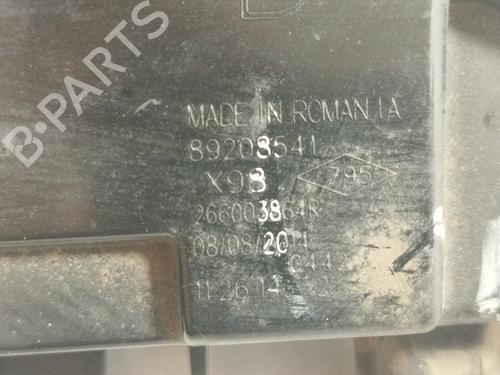 B-PARTS
MADE IN ROMANIA
89208541
X98 795
266003864R
08/08/2014
0442
11:26:14